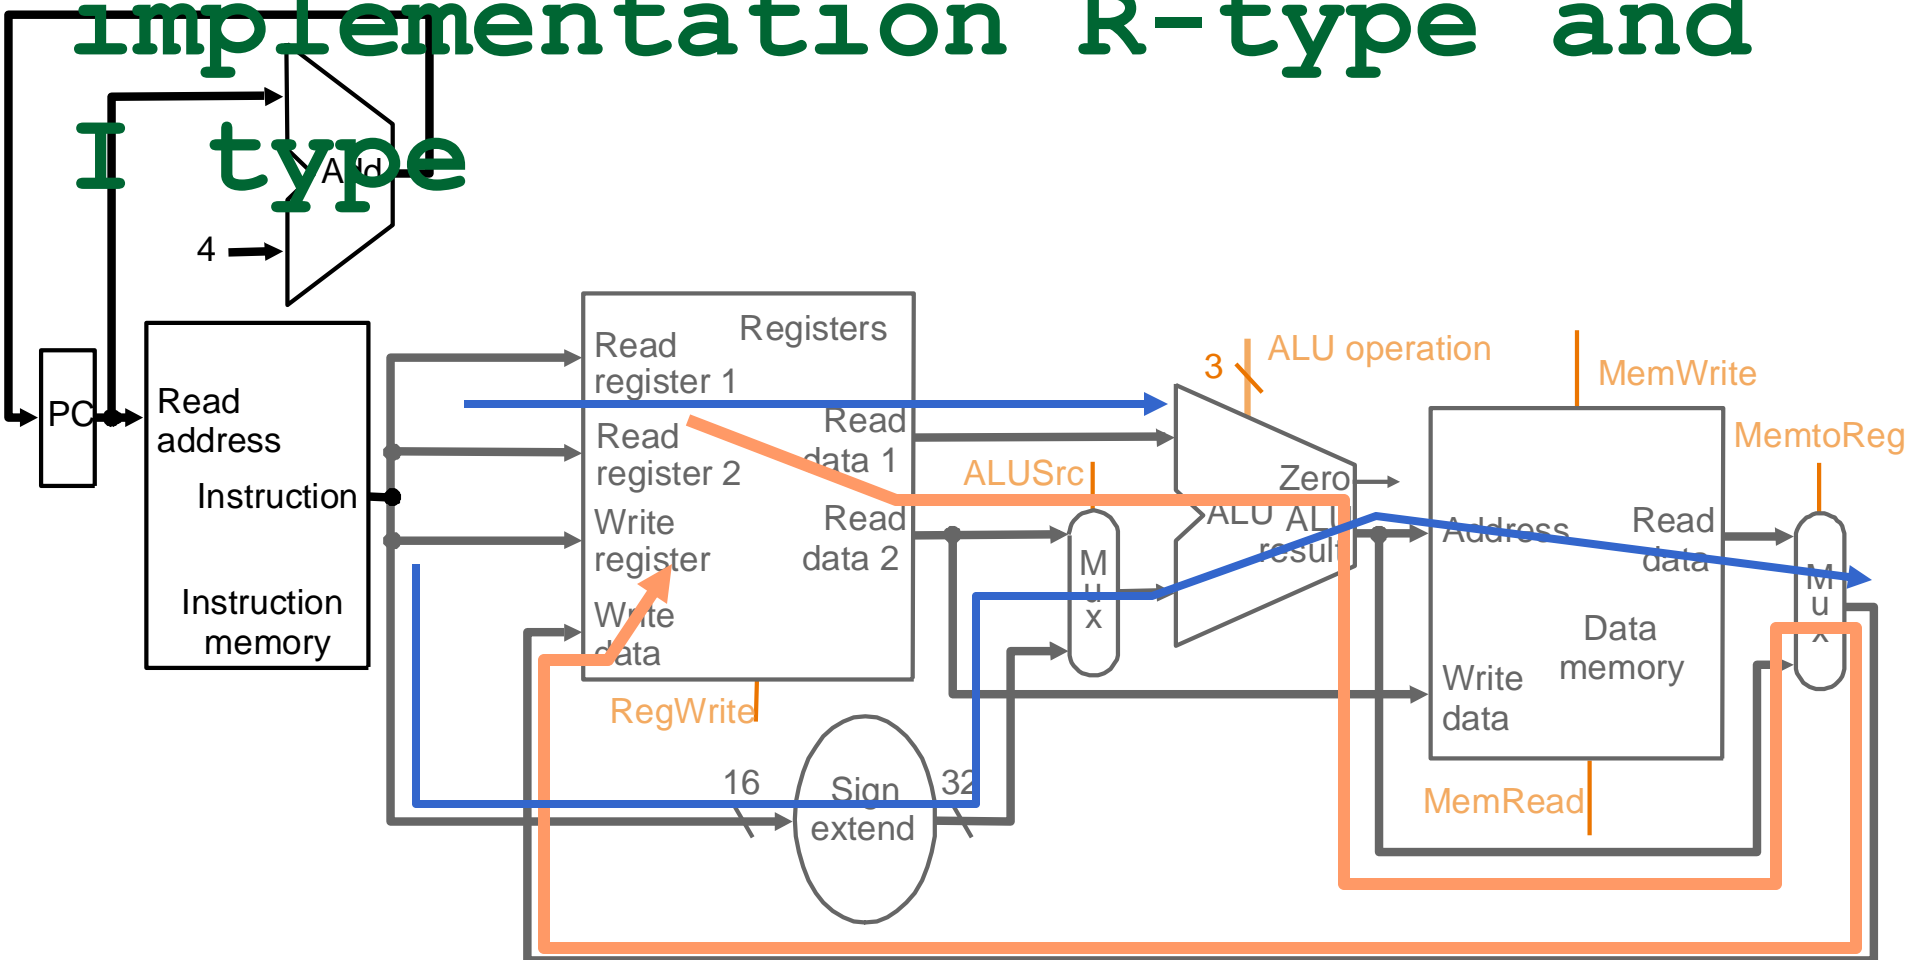 implementation R-type and
I type
Add
4
PC
Read
address
Instruction
Instruction
memory
Registers
Read
register 1
Read
register 2
Write
register
Write
data
Read
data 1
Read
data 2
RegWrite
16
Sign
extend
32
ALUSrc
M
u
x
3
ALU operation
Zero
ALU
ALU
result
MemWrite
Address
Read
data
Data
memory
Write
data
MemRead
MemtoReg
M
u
x